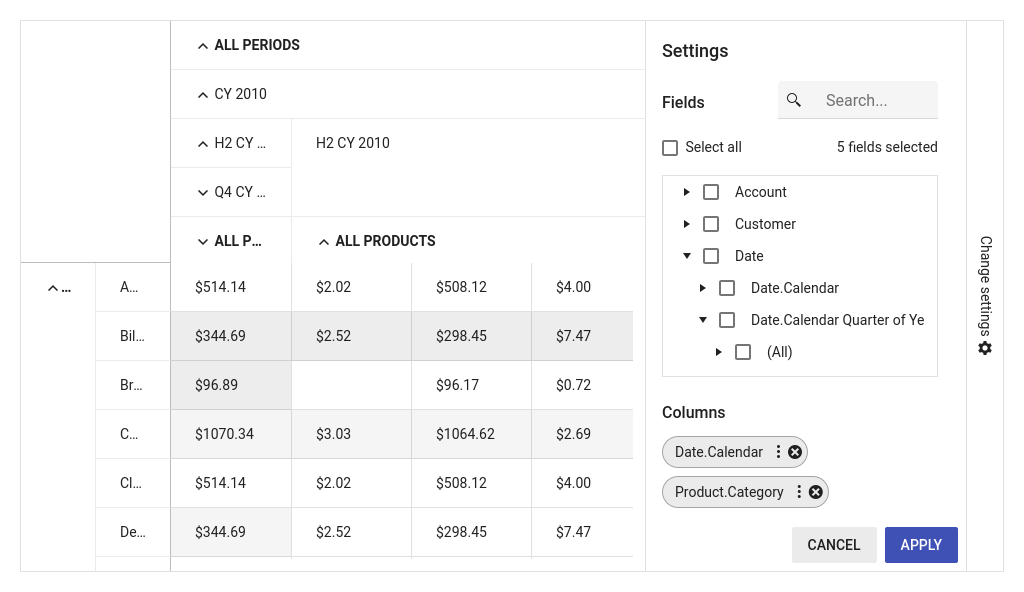 ALL PERIODS
CY 2010
H2 CY ...
H2 CY 2010
Q4 CY ...
ALL P...
ALL PRODUCTS
...
A...
$514.14
$2.02
$508.12
$4.00
Bil...
$344.69
$2.52
$298.45
$7.47
Br...
$96.89
$96.17
$0.72
C...
$1070.34
$3.03
$1064.62
$2.69
Cl...
$514.14
$2.02
$508.12
$4.00
De...
$344.69
$2.52
$298.45
$7.47
Settings
Fields
Search...
Select all
5 fields selected
Account
Customer
Date
Date.Calendar
Date.Calendar Quarter of Ye
(All)
Columns
Date.Calendar
Product.Category
CANCEL
APPLY
Change settings